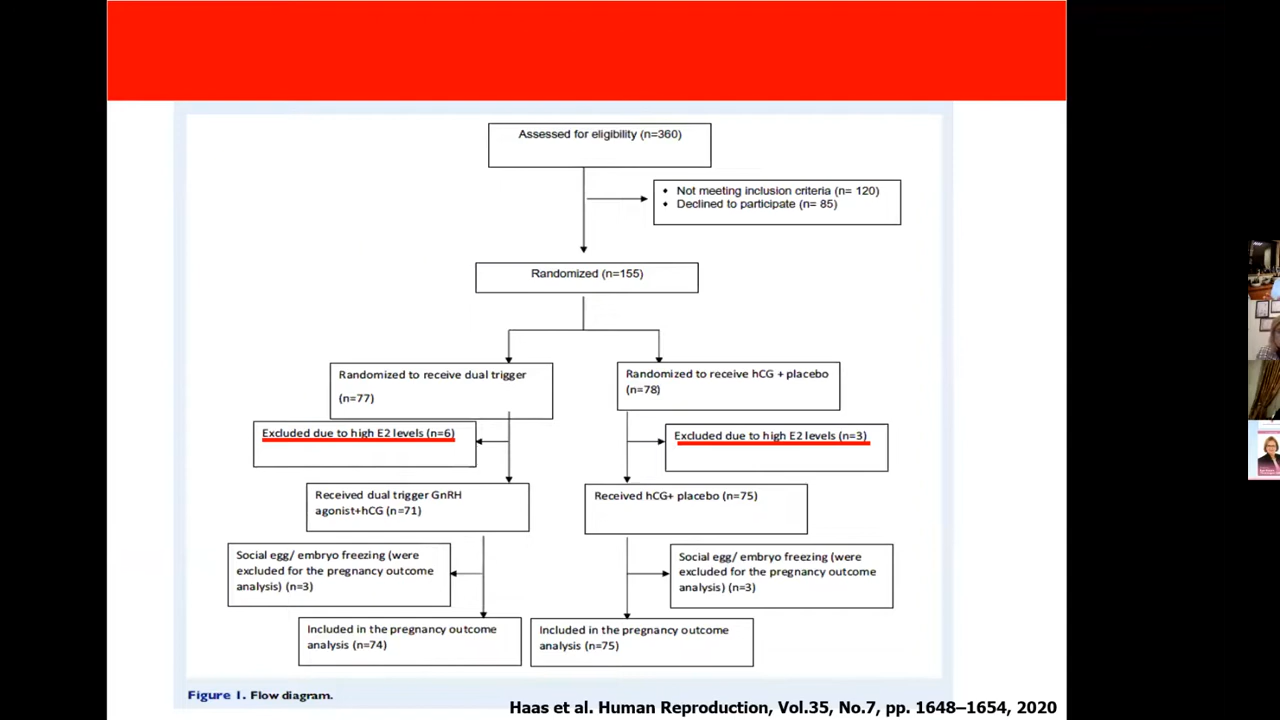 Assessed for eligibility (n=360)
• Not meeting inclusion criteria (n= 120)
• Declined to participate (n= 85)
Randomized (n=155)
Randomized to receive dual trigger
(n=77)
Randomized to receive hCG + placebo
(n=78)
Excluded due to high E2 levels (n=6)
Excluded due to high E2 levels (n=3)
Received dual trigger GnRH
agonist+hCG (n=71)
Received hCG+ placebo (n=75)
Social egg/ embryo freezing (were
excluded for the pregnancy outcome
analysis) (n=3)
Social egg/ embryo freezing (were
excluded for the pregnancy outcome
analysis) (n=3)
Included in the pregnancy outcome
analysis (n=74)
Included in the pregnancy outcome
analysis (n=75)
Figure 1. Flow diagram.
Haas et al. Human Reproduction, Vol.35, No.7, pp. 1648–1654, 2020